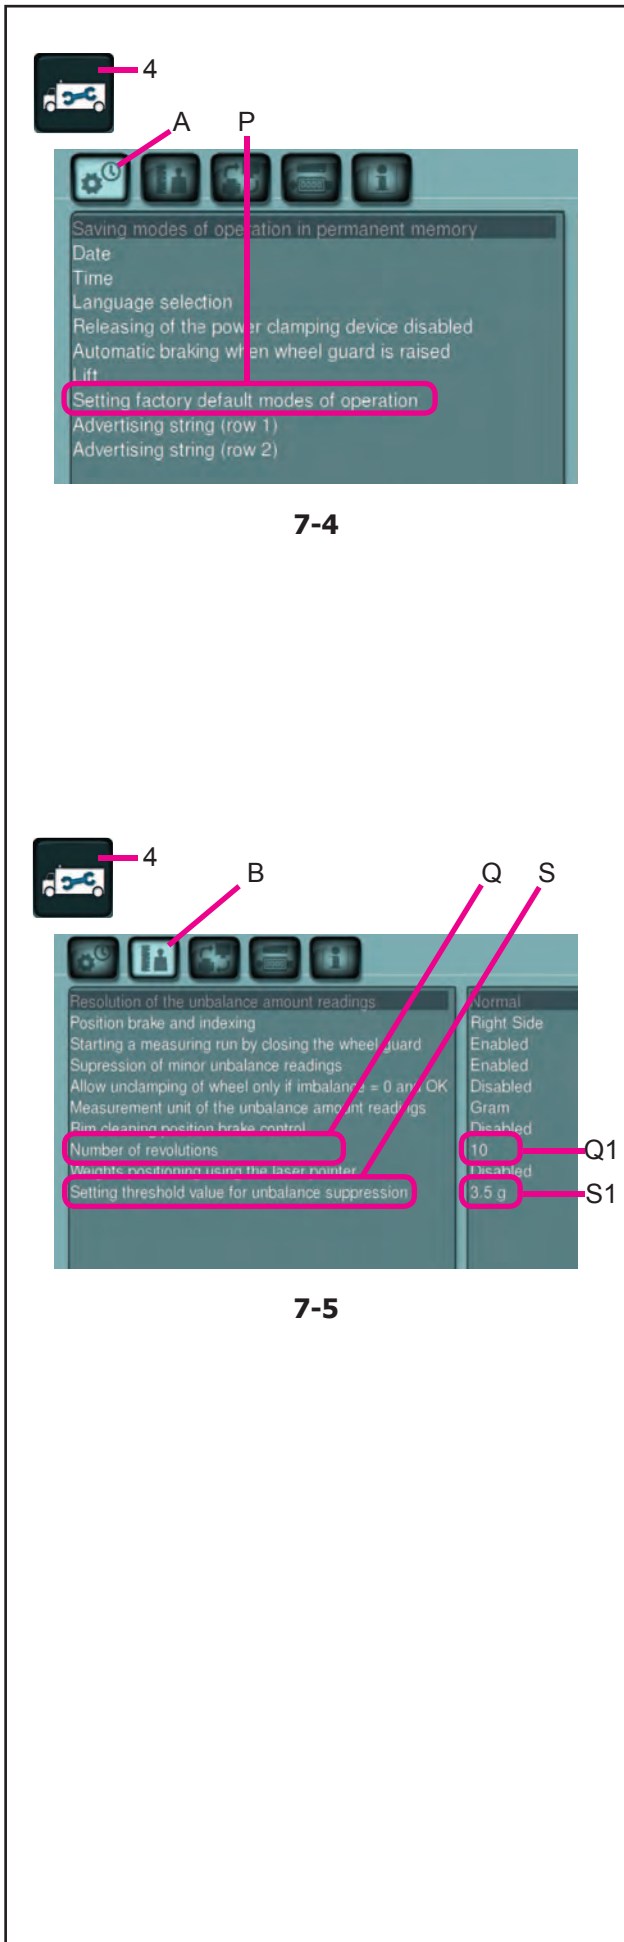 4
A P
Saving modes of operation in permanent memory
Date
Time
Language selection
Releasing of the power clamping device disabled
Automatic braking when wheel guard is raised
Lift
Setting factory default modes of operation
Advertising string (row 1)
Advertising string (row 2)
7-4
4
B Q S
Resolution of the unbalance amount readings Normal
Position brake and indexing Right Side
Starting a measuring run by closing the wheel guard Enabled
Supression of minor unbalance readings Enabled
Allow unclamping of wheel only if imbalance = 0 and OK Disabled
Measurement unit of the unbalance amount readings Gram
Rim cleaning position brake control Disabled
Number of revolutions 10 Q1
Weights positioning using the laser pointer Disabled
Setting threshold value for unbalance suppression 3.5 g S1
7-5